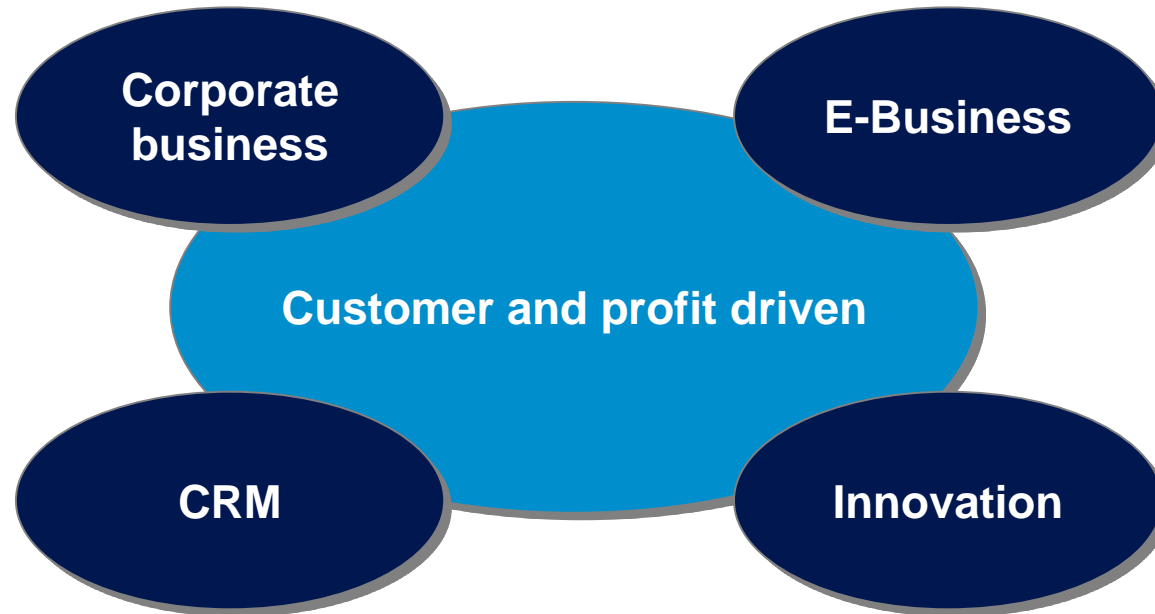 Corporate
business
E-Business
Customer and profit driven
CRM
Innovation